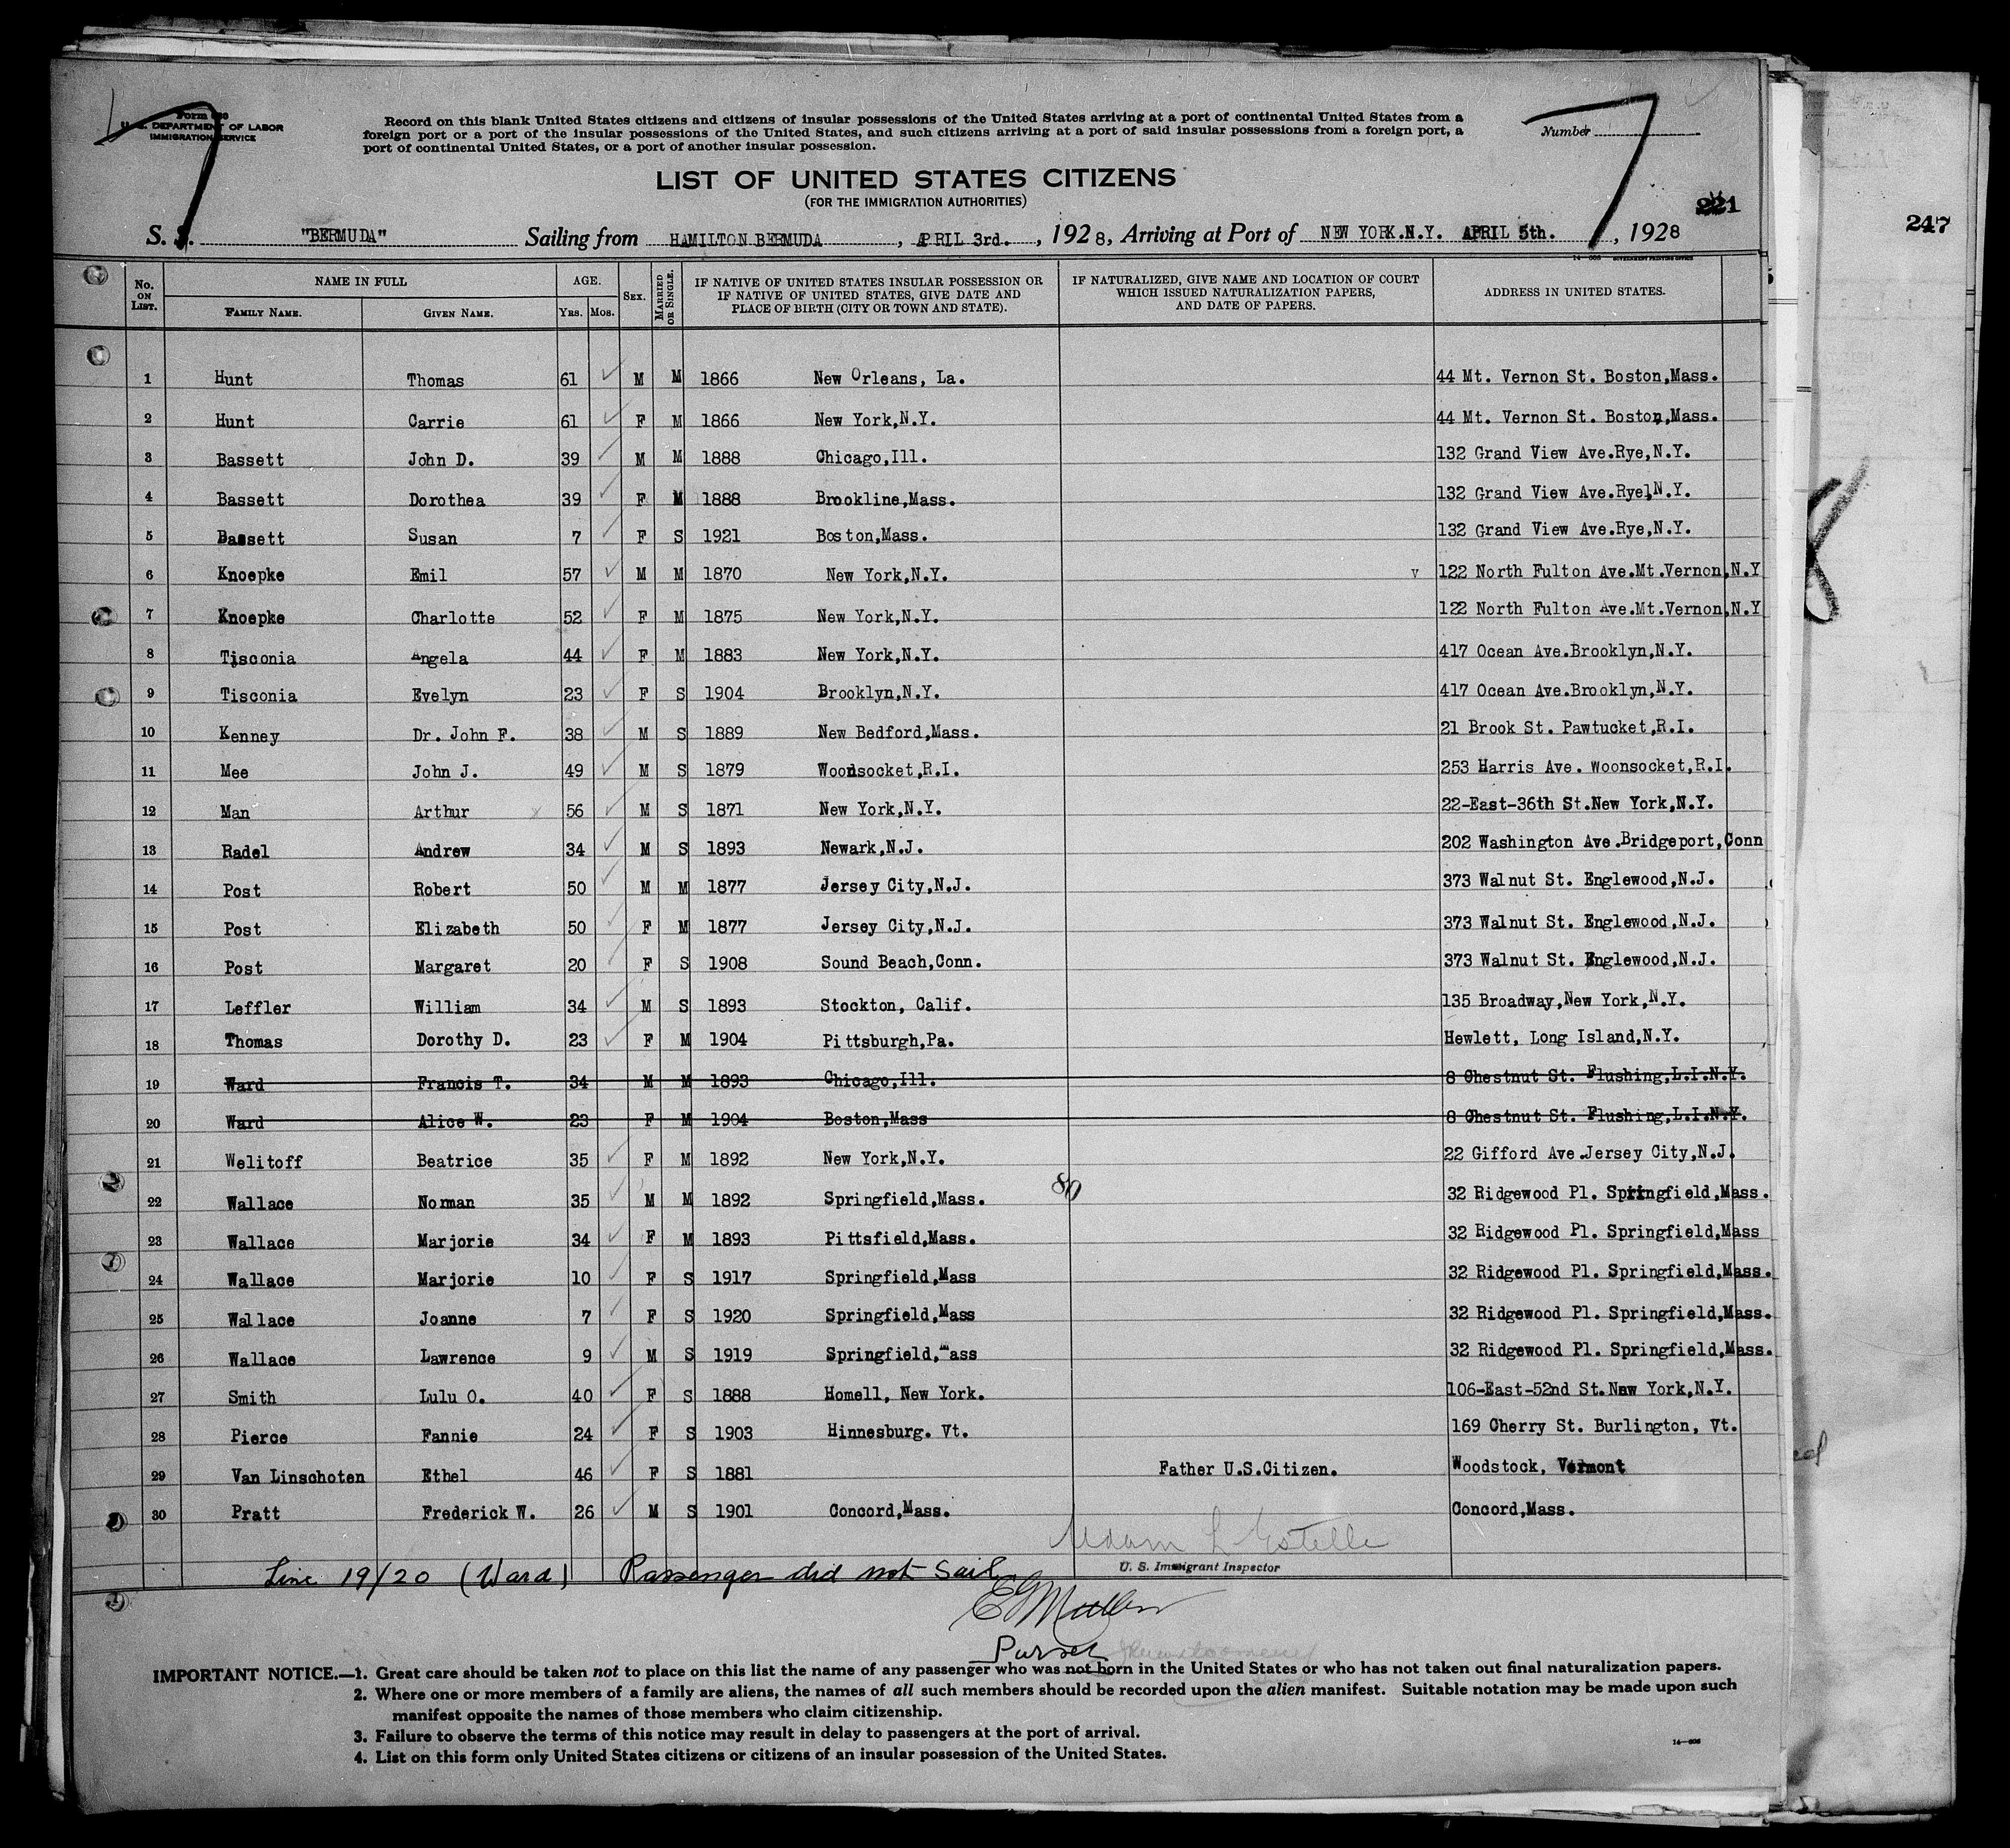 7 7
Form 630
U. S. DEPARTMENT OF LABOR
IMMIGRATION SERVICE
Record on this blank United States citizens and citizens of insular possessions of the United States arriving at a port of continental United States from a
foreign port or a port of the insular possessions of the United States, and such citizens arriving at a port of said insular possessions from a foreign port, a
port of continental United States, or a port of another insular possession.
Number
LIST OF UNITED STATES CITIZENS
(FOR THE IMMIGRATION AUTHORITIES)
221
247
S. S. "BERMUDA" Sailing from HAMILTON BERMUDA, APRIL 3rd., 1928, Arriving at Port of NEW YORK.N.Y. APRIL 5th., 1928
No. ON LIST. NAME IN FULL FAMILY NAME. GIVEN NAME. AGE. YRS. MOS. SEX. MARRIED OR SINGLE. IF NATIVE OF UNITED STATES INSULAR POSSESSION OR IF NATIVE OF UNITED STATES, GIVE DATE AND PLACE OF BIRTH (CITY OR TOWN AND STATE). IF NATURALIZED, GIVE NAME AND LOCATION OF COURT WHICH ISSUED NATURALIZATION PAPERS, AND DATE OF PAPERS. ADDRESS IN UNITED STATES.
1 Hunt Thomas 61 M M 1866 New Orleans, La. 44 Mt. Vernon St. Boston,Mass.
2 Hunt Carrie 61 F M 1866 New York,N.Y. 44 Mt. Vernon St. Boston,Mass.
3 Bassett John D. 39 M M 1888 Chicago,Ill. 132 Grand View Ave.Rye,N.Y.
4 Bassett Dorothea 39 F M 1888 Brookline,Mass. 132 Grand View Ave.Rye,N.Y.
5 Bassett Susan 7 F S 1921 Boston,Mass. 132 Grand View Ave.Rye,N.Y.
6 Knoepke Emil 57 M M 1870 New York,N.Y. v 122 North Fulton Ave.Mt.Vernon,N.Y
7 Knoepke Charlotte 52 F M 1875 New York,N.Y. 122 North Fulton Ave.Mt.Vernon,N.Y
8 Tisconia Angela 44 F M 1883 New York,N.Y. 417 Ocean Ave.Brooklyn,N.Y.
9 Tisconia Evelyn 23 F S 1904 Brooklyn,N.Y. 417 Ocean Ave.Brooklyn,N.Y.
10 Kenney Dr. John F. 38 M S 1889 New Bedford,Mass. 21 Brook St. Pawtucket,R.I.
11 Mee John J. 49 M S 1879 Woonsocket,R.I. 253 Harris Ave. Woonsocket,R.I.
12 Man Arthur x 56 M S 1871 New York,N.Y. 22-East-36th St.New York,N.Y.
13 Radel Andrew 34 M S 1893 Newark,N.J. 202 Washington Ave.Bridgeport,Conn
14 Post Robert 50 M M 1877 Jersey City,N.J. 373 Walnut St. Englewood,N.J.
15 Post Elizabeth 50 F M 1877 Jersey City,N.J. 373 Walnut St. Englewood,N.J.
16 Post Margaret 20 F S 1908 Sound Beach,Conn. 373 Walnut St. Englewood,N.J.
17 Leffler William 34 M S 1893 Stockton, Calif. 135 Broadway,New York,N.Y.
18 Thomas Dorothy D. 23 F M 1904 Pittsburgh,Pa. Hewlett, Long Island,N.Y.
19 Ward Francis T. 34 M M 1893 Chicago,Ill. 8 Chestnut St. Flushing,L.I.N.Y.
20 Ward Alice W. 23 F M 1904 Boston,Mass 8 Chestnut St. Flushing,L.I.N.Y.
21 Welitoff Beatrice 35 F M 1892 New York,N.Y. 22 Gifford Ave.Jersey City,N.J.
22 Wallace Norman 35 M M 1892 Springfield,Mass. 80 32 Ridgewood Pl. Springfield,Mass.
23 Wallace Marjorie 34 F M 1893 Pittsfield,Mass. 32 Ridgewood Pl. Springfield,Mass
24 Wallace Marjorie 10 F S 1917 Springfield,Mass 32 Ridgewood Pl. Springfield,Mass.
25 Wallace Joanne 7 F S 1920 Springfield,Mass 32 Ridgewood Pl. Springfield,Mass.
26 Wallace Lawrence 9 M S 1919 Springfield,Mass 32 Ridgewood Pl. Springfield,Mass.
27 Smith Lulu O. 40 F S 1888 Homell, New York. 106-East-52nd St.New York,N.Y.
28 Pierce Fannie 24 F S 1903 Hinnesburg. Vt. 169 Cherry St. Burlington, Vt.
29 Van Linschoten Ethel 46 F S 1881 Father U.S.Citizen. Woodstock, Vermont
30 Pratt Frederick W. 26 M S 1901 Concord,Mass. Concord,Mass.
Adam L Estelle
U. S. Immigrant Inspector
Line 19/20 (Ward) Passenger did not sail
Purser
IMPORTANT NOTICE.—1. Great care should be taken not to place on this list the name of any passenger who was not born in the United States or who has not taken out final naturalization papers.
2. Where one or more members of a family are aliens, the names of all such members should be recorded upon the alien manifest. Suitable notation may be made upon such
manifest opposite the names of those members who claim citizenship.
3. Failure to observe the terms of this notice may result in delay to passengers at the port of arrival.
4. List on this form only United States citizens or citizens of an insular possession of the United States.